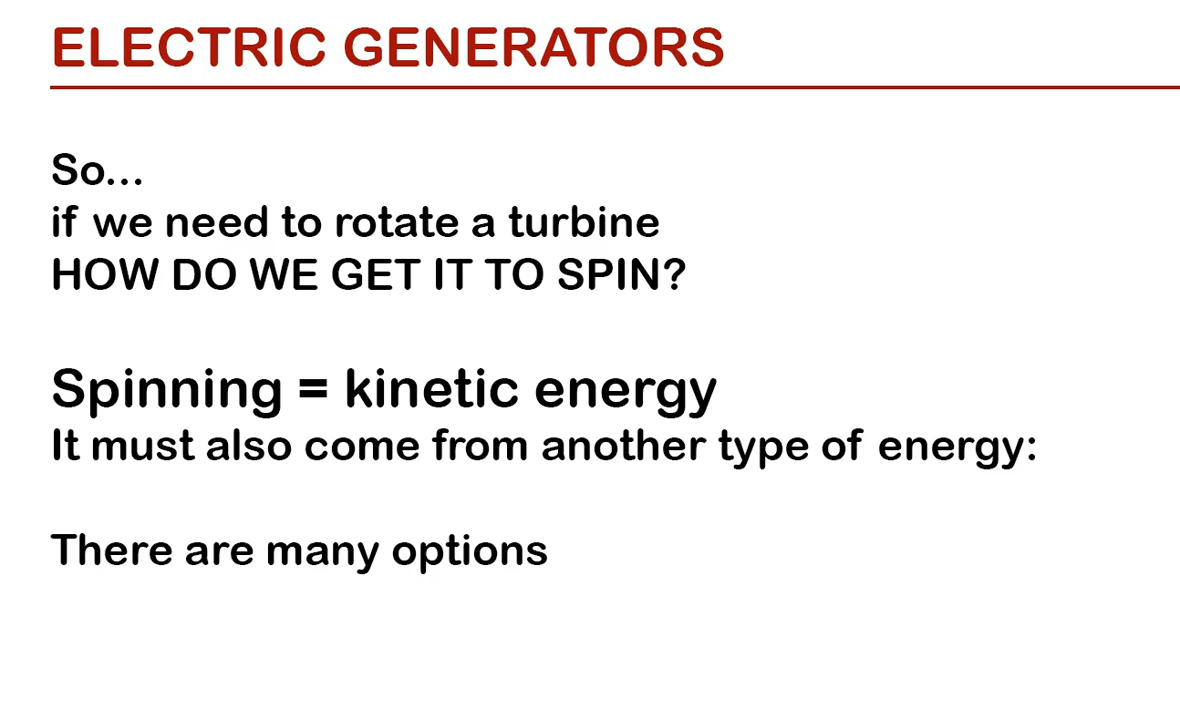 ELECTRIC GENERATORS
So...
if we need to rotate a turbine
HOW DO WE GET IT TO SPIN?
Spinning = kinetic energy
It must also come from another type of energy:
There are many options